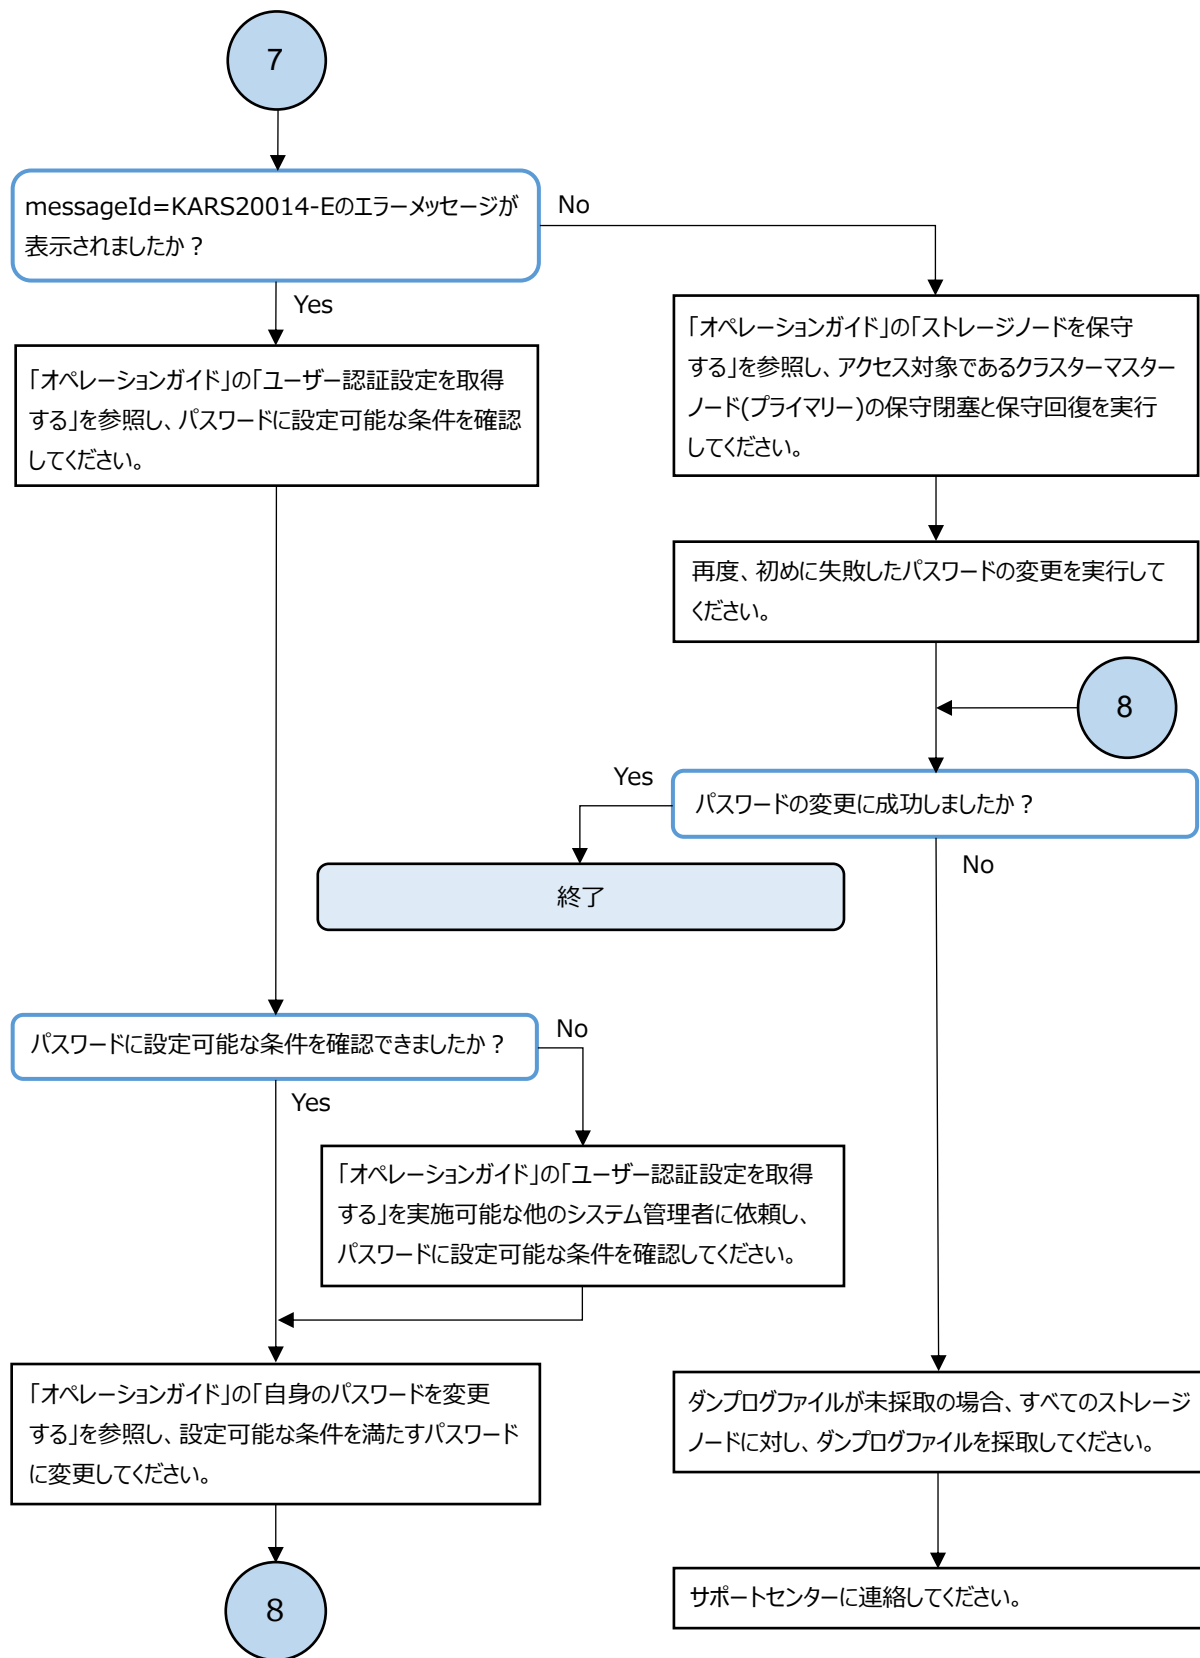 7
messageId=KARS20014-Eのエラーメッセージが
表示されましたか？
No
Yes
「オペレーションガイド」の「ストレージノードを保守
する」を参照し、アクセス対象であるクラスターマスター
ノード(プライマリー)の保守閉塞と保守回復を実行
してください。
「オペレーションガイド」の「ユーザー認証設定を取得
する」を参照し、パスワードに設定可能な条件を確認
してください。
再度、初めに失敗したパスワードの変更を実行して
ください。
8
Yes
パスワードの変更に成功しましたか？
No
終了
パスワードに設定可能な条件を確認できましたか？
No
Yes
「オペレーションガイド」の「ユーザー認証設定を取得
する」を実施可能な他のシステム管理者に依頼し、
パスワードに設定可能な条件を確認してください。
「オペレーションガイド」の「自身のパスワードを変更
する」を参照し、設定可能な条件を満たすパスワード
に変更してください。
ダンプログファイルが未採取の場合、すべてのストレージ
ノードに対し、ダンプログファイルを採取してください。
サポートセンターに連絡してください。
8